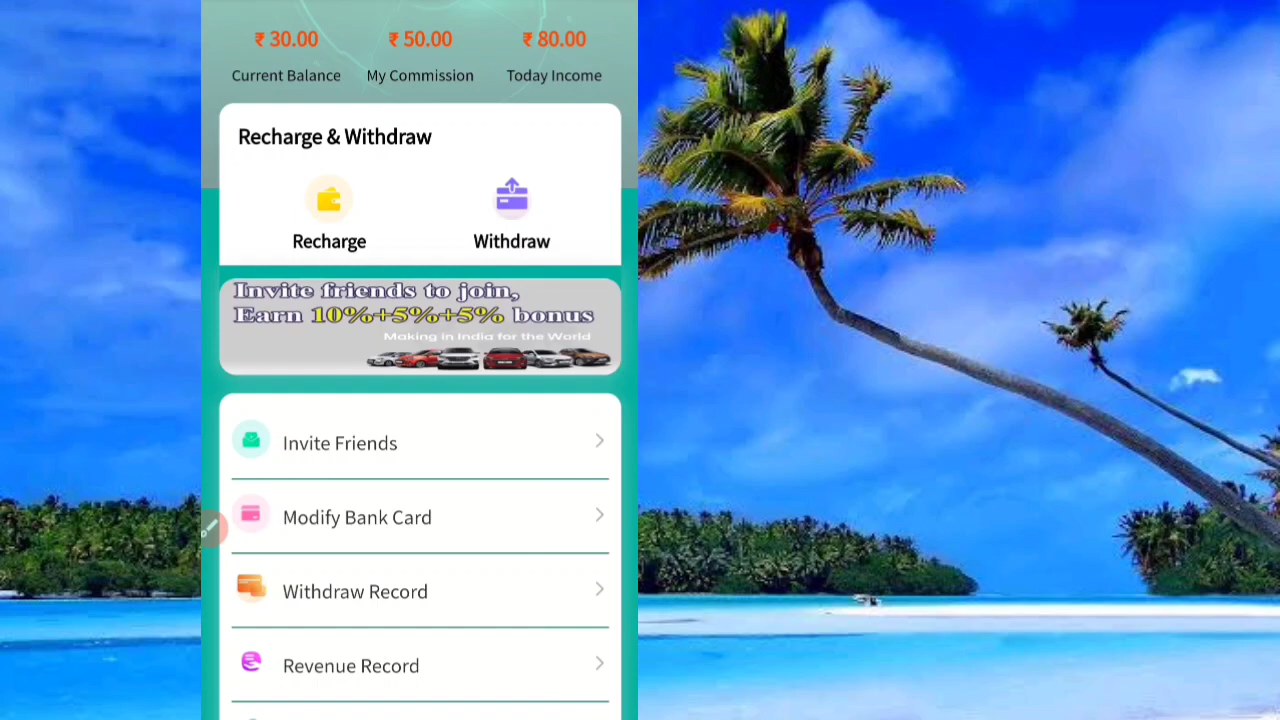 ₹ 30.00 ₹ 50.00 ₹ 80.00
Current Balance My Commission Today Income
Recharge & Withdraw
Recharge Withdraw
Invite friends to join,
Earn 10%+5%+5% bonus
Making in India for the World
Invite Friends
Modify Bank Card
Withdraw Record
Revenue Record